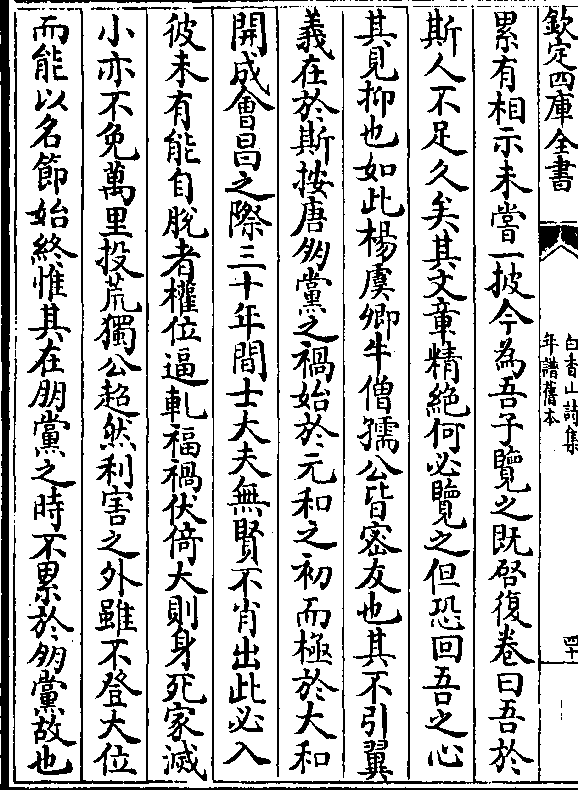 欽定四庫全書
白香山詩集
年譜舊本
四十
累有相示未嘗一披今為吾子覽之既啓復卷曰吾於
斯人不足久矣其文章精絶何必覽之但恐回吾之心
其見抑也如此楊虞卿牛僧孺公皆密友也其不引翼
義在於斯按唐朋黨之禍始於元和之初而極於大和
開成會昌之際三十年間士大夫無賢不肖出此必入
彼未有能自脱者權位逼軋福禍伏倚大則身死家滅
小亦不免萬里投荒獨公超然利害之外雖不登大位
而能以名節始終惟其在朋黨之時不累於朋黨故也